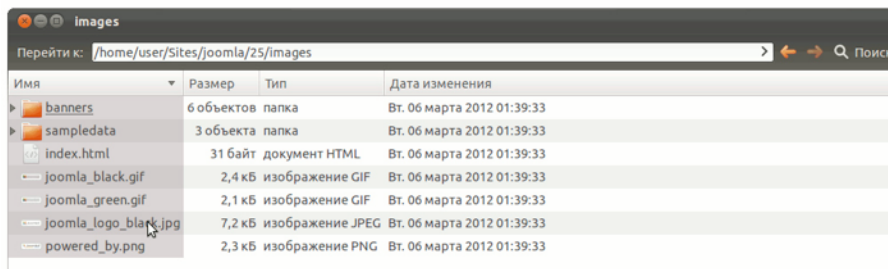 images
Перейти к: /home/user/Sites/joomla/25/images Поиск
Имя Размер Тип Дата изменения
banners 6 объектов папка Вт. 06 марта 2012 01:39:33
sampledata 3 объекта папка Вт. 06 марта 2012 01:39:33
index.html 31 байт документ HTML Вт. 06 марта 2012 01:39:33
joomla_black.gif 2,4 кБ изображение GIF Вт. 06 марта 2012 01:39:33
joomla_green.gif 2,1 кБ изображение GIF Вт. 06 марта 2012 01:39:33
joomla_logo_black.jpg 7,2 кБ изображение JPEG Вт. 06 марта 2012 01:39:33
powered_by.png 2,3 кБ изображение PNG Вт. 06 марта 2012 01:39:33